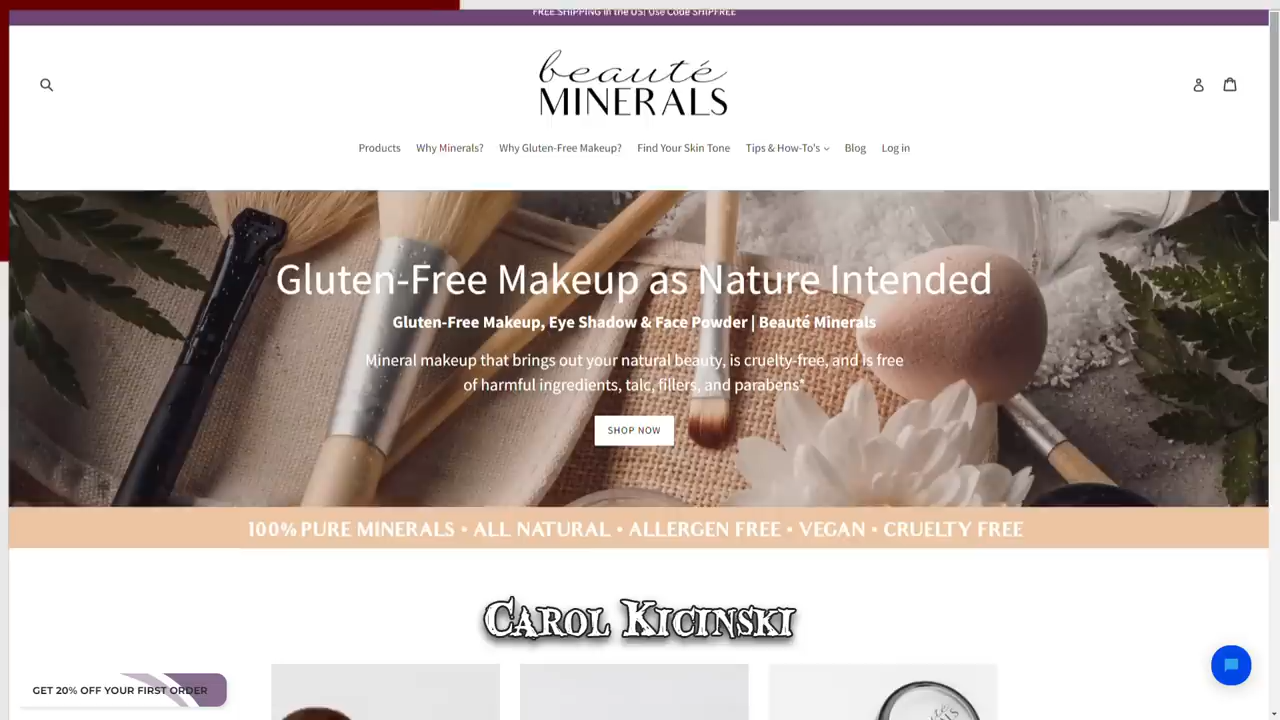 FREE SHIPPING in the US! Use Code SHIPFREE
beauté
MINERALS
Products Why Minerals? Why Gluten-Free Makeup? Find Your Skin Tone Tips & How-To's Blog Log in
Gluten-Free Makeup as Nature Intended
Gluten-Free Makeup, Eye Shadow & Face Powder | Beauté Minerals
Mineral makeup that brings out your natural beauty, is cruelty-free, and is free
of harmful ingredients, talc, fillers, and parabens*
SHOP NOW
100% PURE MINERALS • ALL NATURAL • ALLERGEN FREE • VEGAN • CRUELTY FREE
Carol Kicinski
GET 20% OFF YOUR FIRST ORDER
beauté